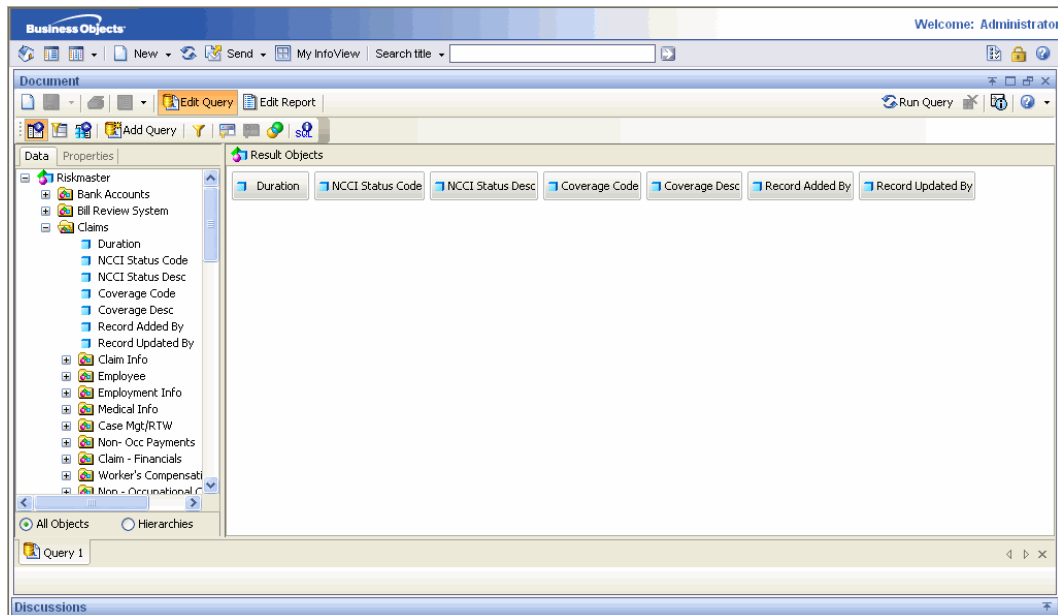 Business Objects
Welcome: Administrator
New Send My InfoView Search title
Document
Edit Query Edit Report Run Query
Add Query SQL
Data Properties
Result Objects
Duration NCCI Status Code NCCI Status Desc Coverage Code Coverage Desc Record Added By Record Updated By
Riskmaster
Bank Accounts
Bill Review System
Claims
Duration
NCCI Status Code
NCCI Status Desc
Coverage Code
Coverage Desc
Record Added By
Record Updated By
Claim Info
Employee
Employment Info
Medical Info
Case Mgt/RTW
Non- Occ Payments
Claim - Financials
Worker's Compensati
Non - Occupational C
All Objects Hierarchies
Query 1
Discussions